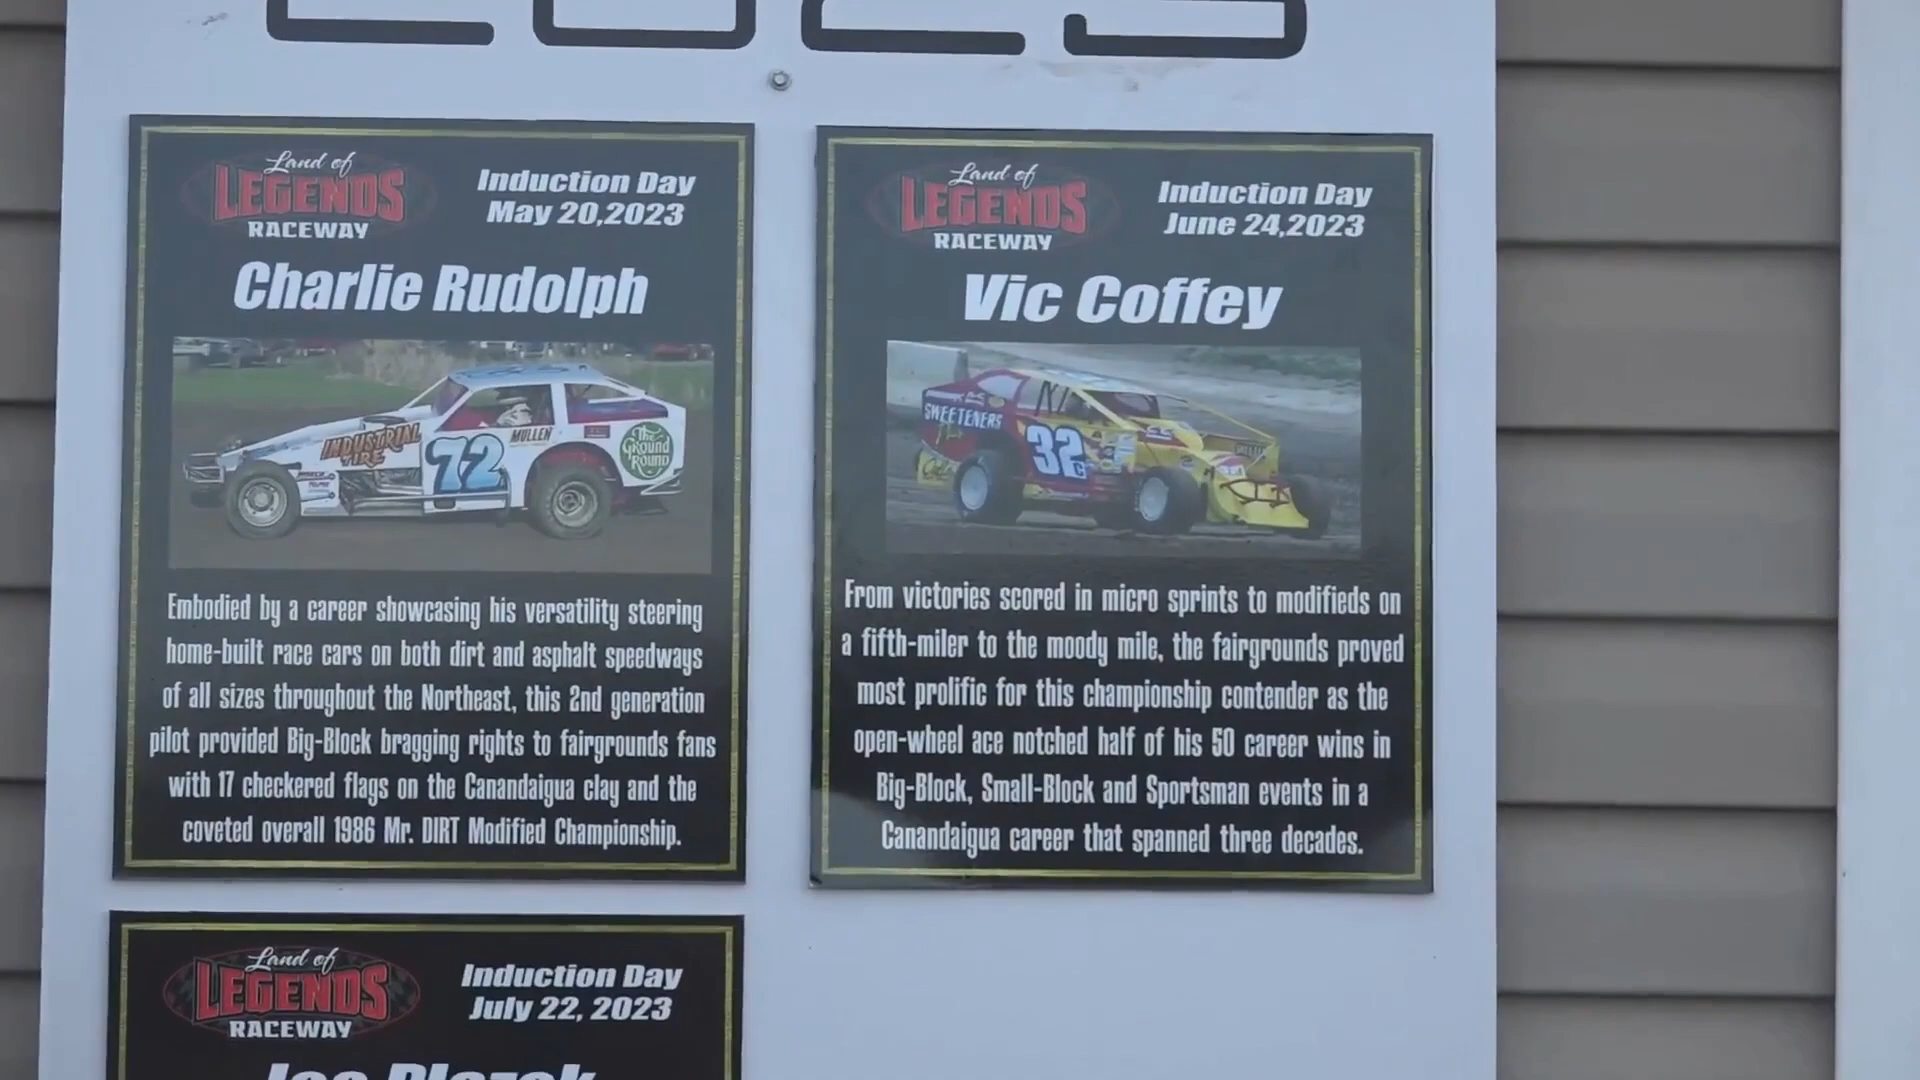 2023
Land of
LEGENDS
RACEWAY
Induction Day
May 20,2023
Charlie Rudolph
INDUSTRIAL
TIRE
72
MULLEN
The
Ground
Round
Embodied by a career showcasing his versatility steering
home-built race cars on both dirt and asphalt speedways
of all sizes throughout the Northeast, this 2nd generation
pilot provided Big-Block bragging rights to fairgrounds fans
with 17 checkered flags on the Canandaigua clay and the
coveted overall 1986 Mr. DIRT Modified Championship.
Land of
LEGENDS
RACEWAY
Induction Day
June 24,2023
Vic Coffey
SWEETENERS
32c
From victories scored in micro sprints to modifieds on
a fifth-miler to the moody mile, the fairgrounds proved
most prolific for this championship contender as the
open-wheel ace notched half of his 50 career wins in
Big-Block, Small-Block and Sportsman events in a
Canandaigua career that spanned three decades.
Land of
LEGENDS
RACEWAY
Induction Day
July 22, 2023